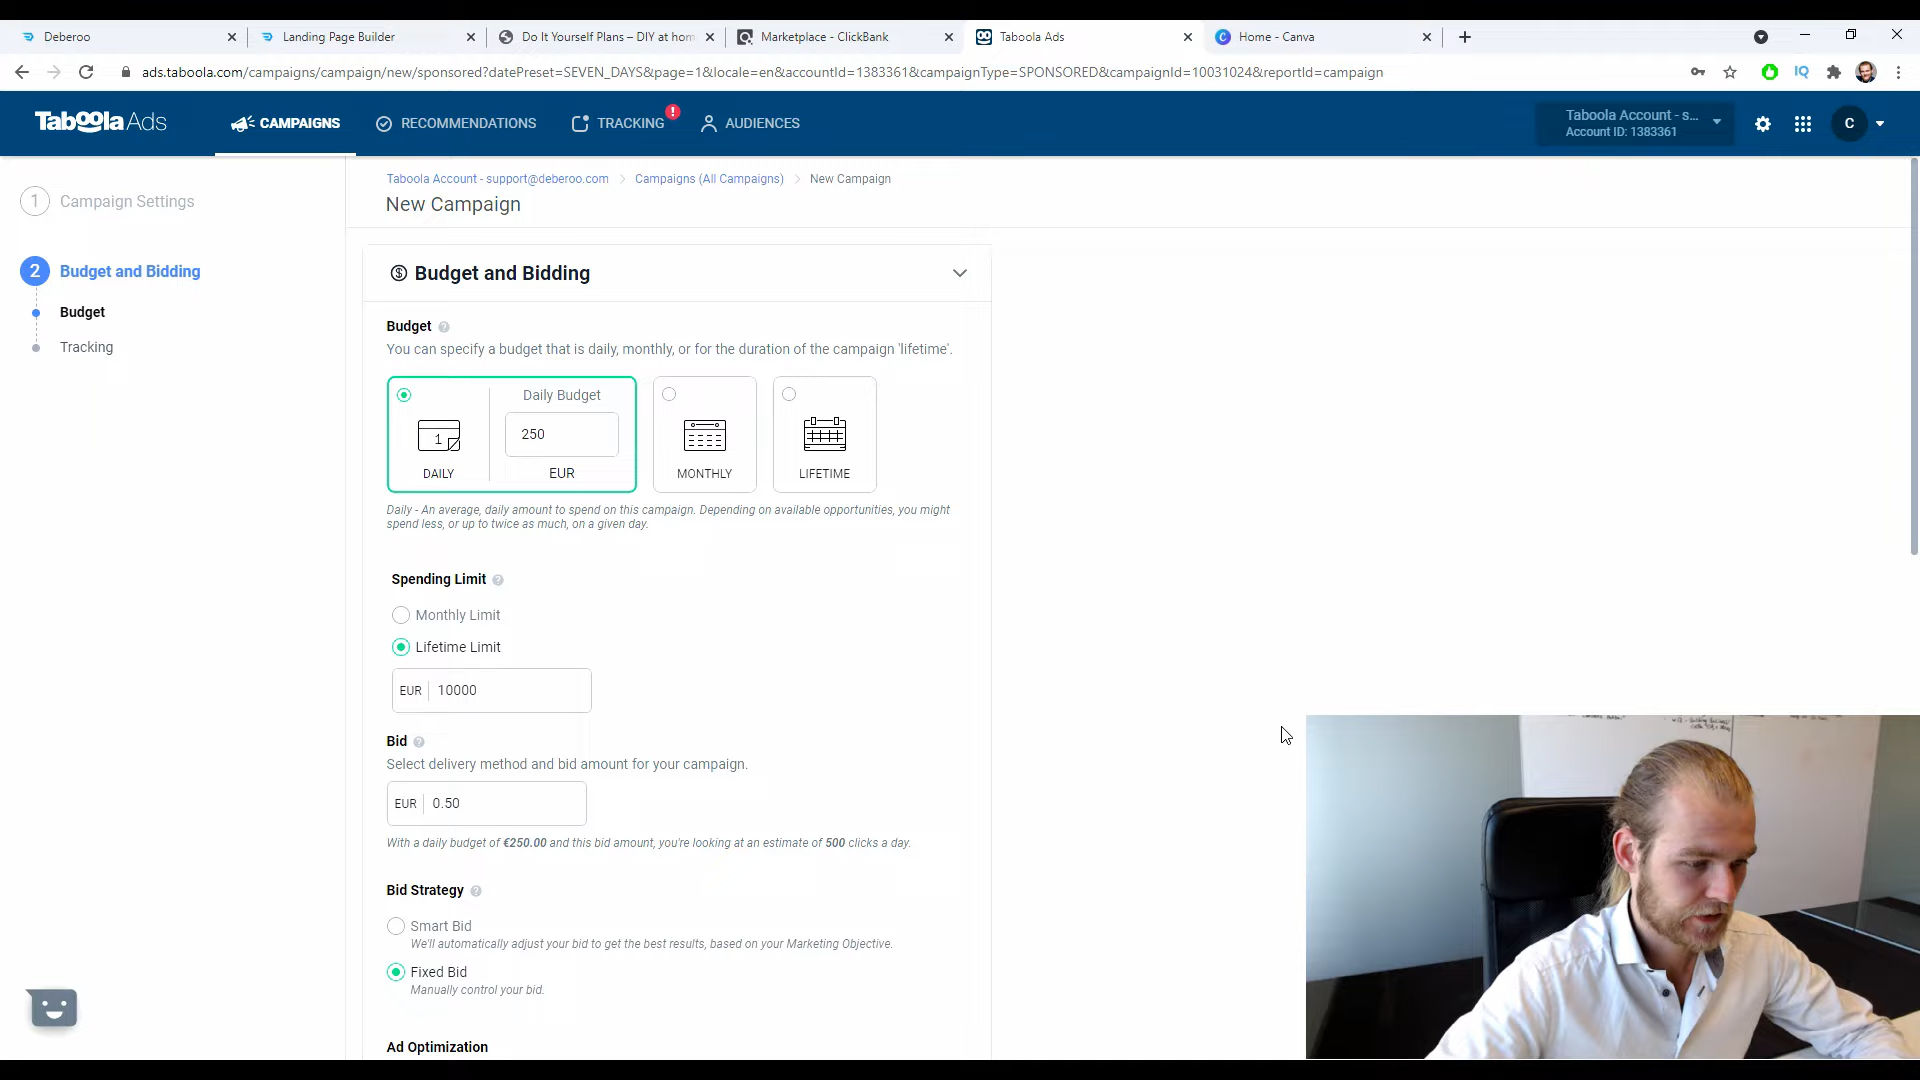 Deberoo
Landing Page Builder
Do It Yourself Plans – DIY at hom
Marketplace - ClickBank
Taboola Ads
Home - Canva
ads.taboola.com/campaigns/campaign/new/sponsored?datePreset=SEVEN_DAYS&page=1&locale=en&accountId=1383361&campaignType=SPONSORED&campaignId=10031024&reportId=campaign
IQ
Taboola Ads
CAMPAIGNS
RECOMMENDATIONS
TRACKING
!
AUDIENCES
Taboola Account - s...
Account ID: 1383361
C
1 Campaign Settings
2 Budget and Bidding
Budget
Tracking
Taboola Account - support@deberoo.com > Campaigns (All Campaigns) > New Campaign
New Campaign
Budget and Bidding
Budget ?
You can specify a budget that is daily, monthly, or for the duration of the campaign 'lifetime'.
Daily Budget
1
250
DAILY
EUR
MONTHLY
LIFETIME
Daily - An average, daily amount to spend on this campaign. Depending on available opportunities, you might
spend less, or up to twice as much, on a given day.
Spending Limit ?
Monthly Limit
Lifetime Limit
EUR 10000
Bid ?
Select delivery method and bid amount for your campaign.
EUR 0.50
With a daily budget of €250.00 and this bid amount, you're looking at an estimate of 500 clicks a day.
Bid Strategy ?
Smart Bid
We'll automatically adjust your bid to get the best results, based on your Marketing Objective.
Fixed Bid
Manually control your bid.
Ad Optimization